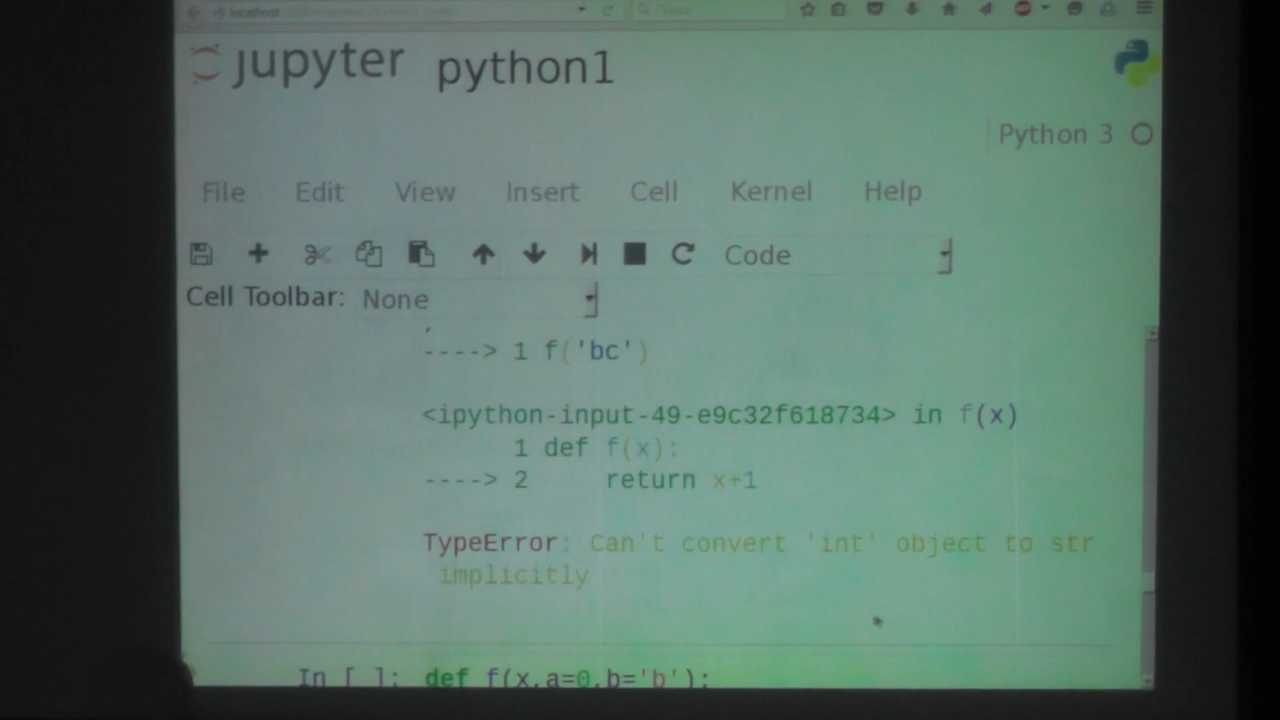 localhost
jupyter python1
Python 3
File Edit View Insert Cell Kernel Help
Code
Cell Toolbar: None
----> 1 f('bc')
<ipython-input-49-e9c32f618734> in f(x)
1 def f(x):
----> 2 return x+1
TypeError: Can't convert 'int' object to str
implicitly
In [ ]: def f(x,a=0,b='b'):